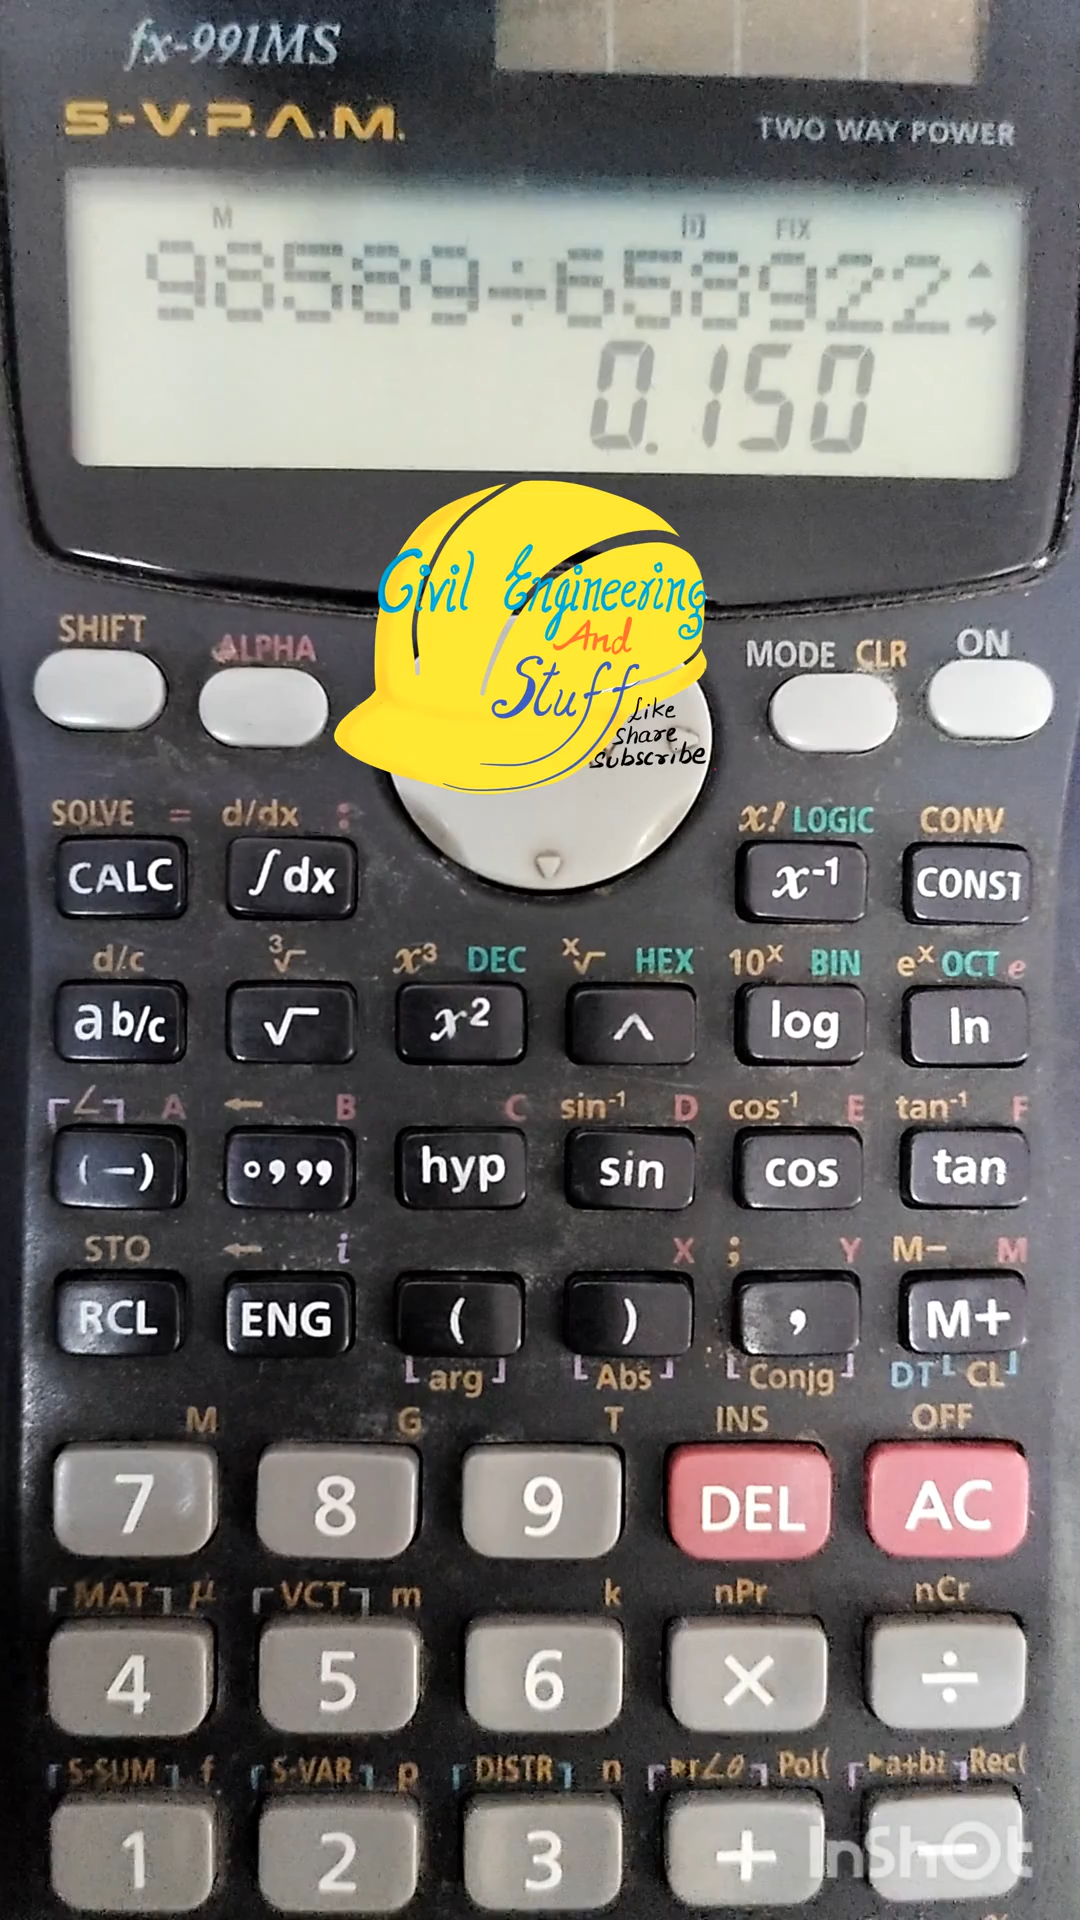 fx-991MS
S-V.P.A.M.
TWO WAY POWER
M D FIX
98589÷658922
0.150
Civil Engineering
And
Stuff
Like
Share
Subscribe
SHIFT ALPHA MODE CLR ON
SOLVE = d/dx : x! LOGIC CONV
CALC ∫dx x⁻¹ CONST
d/c ³√ x³ DEC ˣ√ HEX 10ˣ BIN eˣ OCT e
ab/c √ x² ^ log ln
∠ A ← B C sin⁻¹ D cos⁻¹ E tan⁻¹ F
(−) °,,, hyp sin cos tan
STO ← i X ; Y M− M
RCL ENG ( ) , M+
arg Abs Conjg DT CL
M G T INS OFF
7 8 9 DEL AC
MAT µ VCT m k nPr nCr
4 5 6 × ÷
S-SUM f S-VAR p DISTR n ▸r∠θ Pol( ▸a+bi Rec(
1 2 3 + −
InShOt